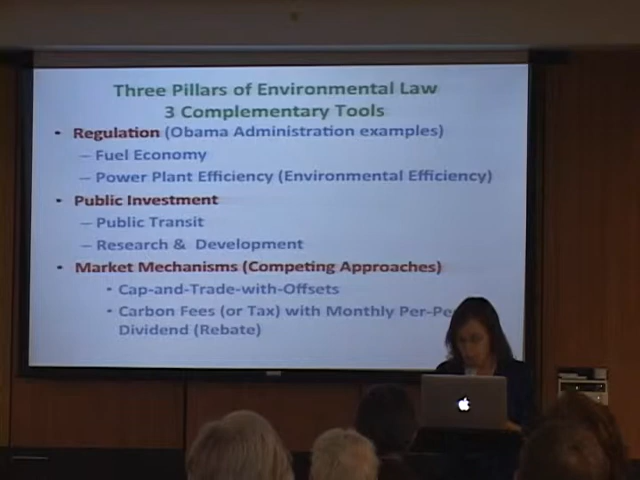 Three Pillars of Environmental Law
3 Complementary Tools
• Regulation (Obama Administration examples)
– Fuel Economy
– Power Plant Efficiency (Environmental Efficiency)
• Public Investment
– Public Transit
– Research & Development
• Market Mechanisms (Competing Approaches)
• Cap-and-Trade-with-Offsets
• Carbon Fees (or Tax) with Monthly Per-Pe
Dividend (Rebate)